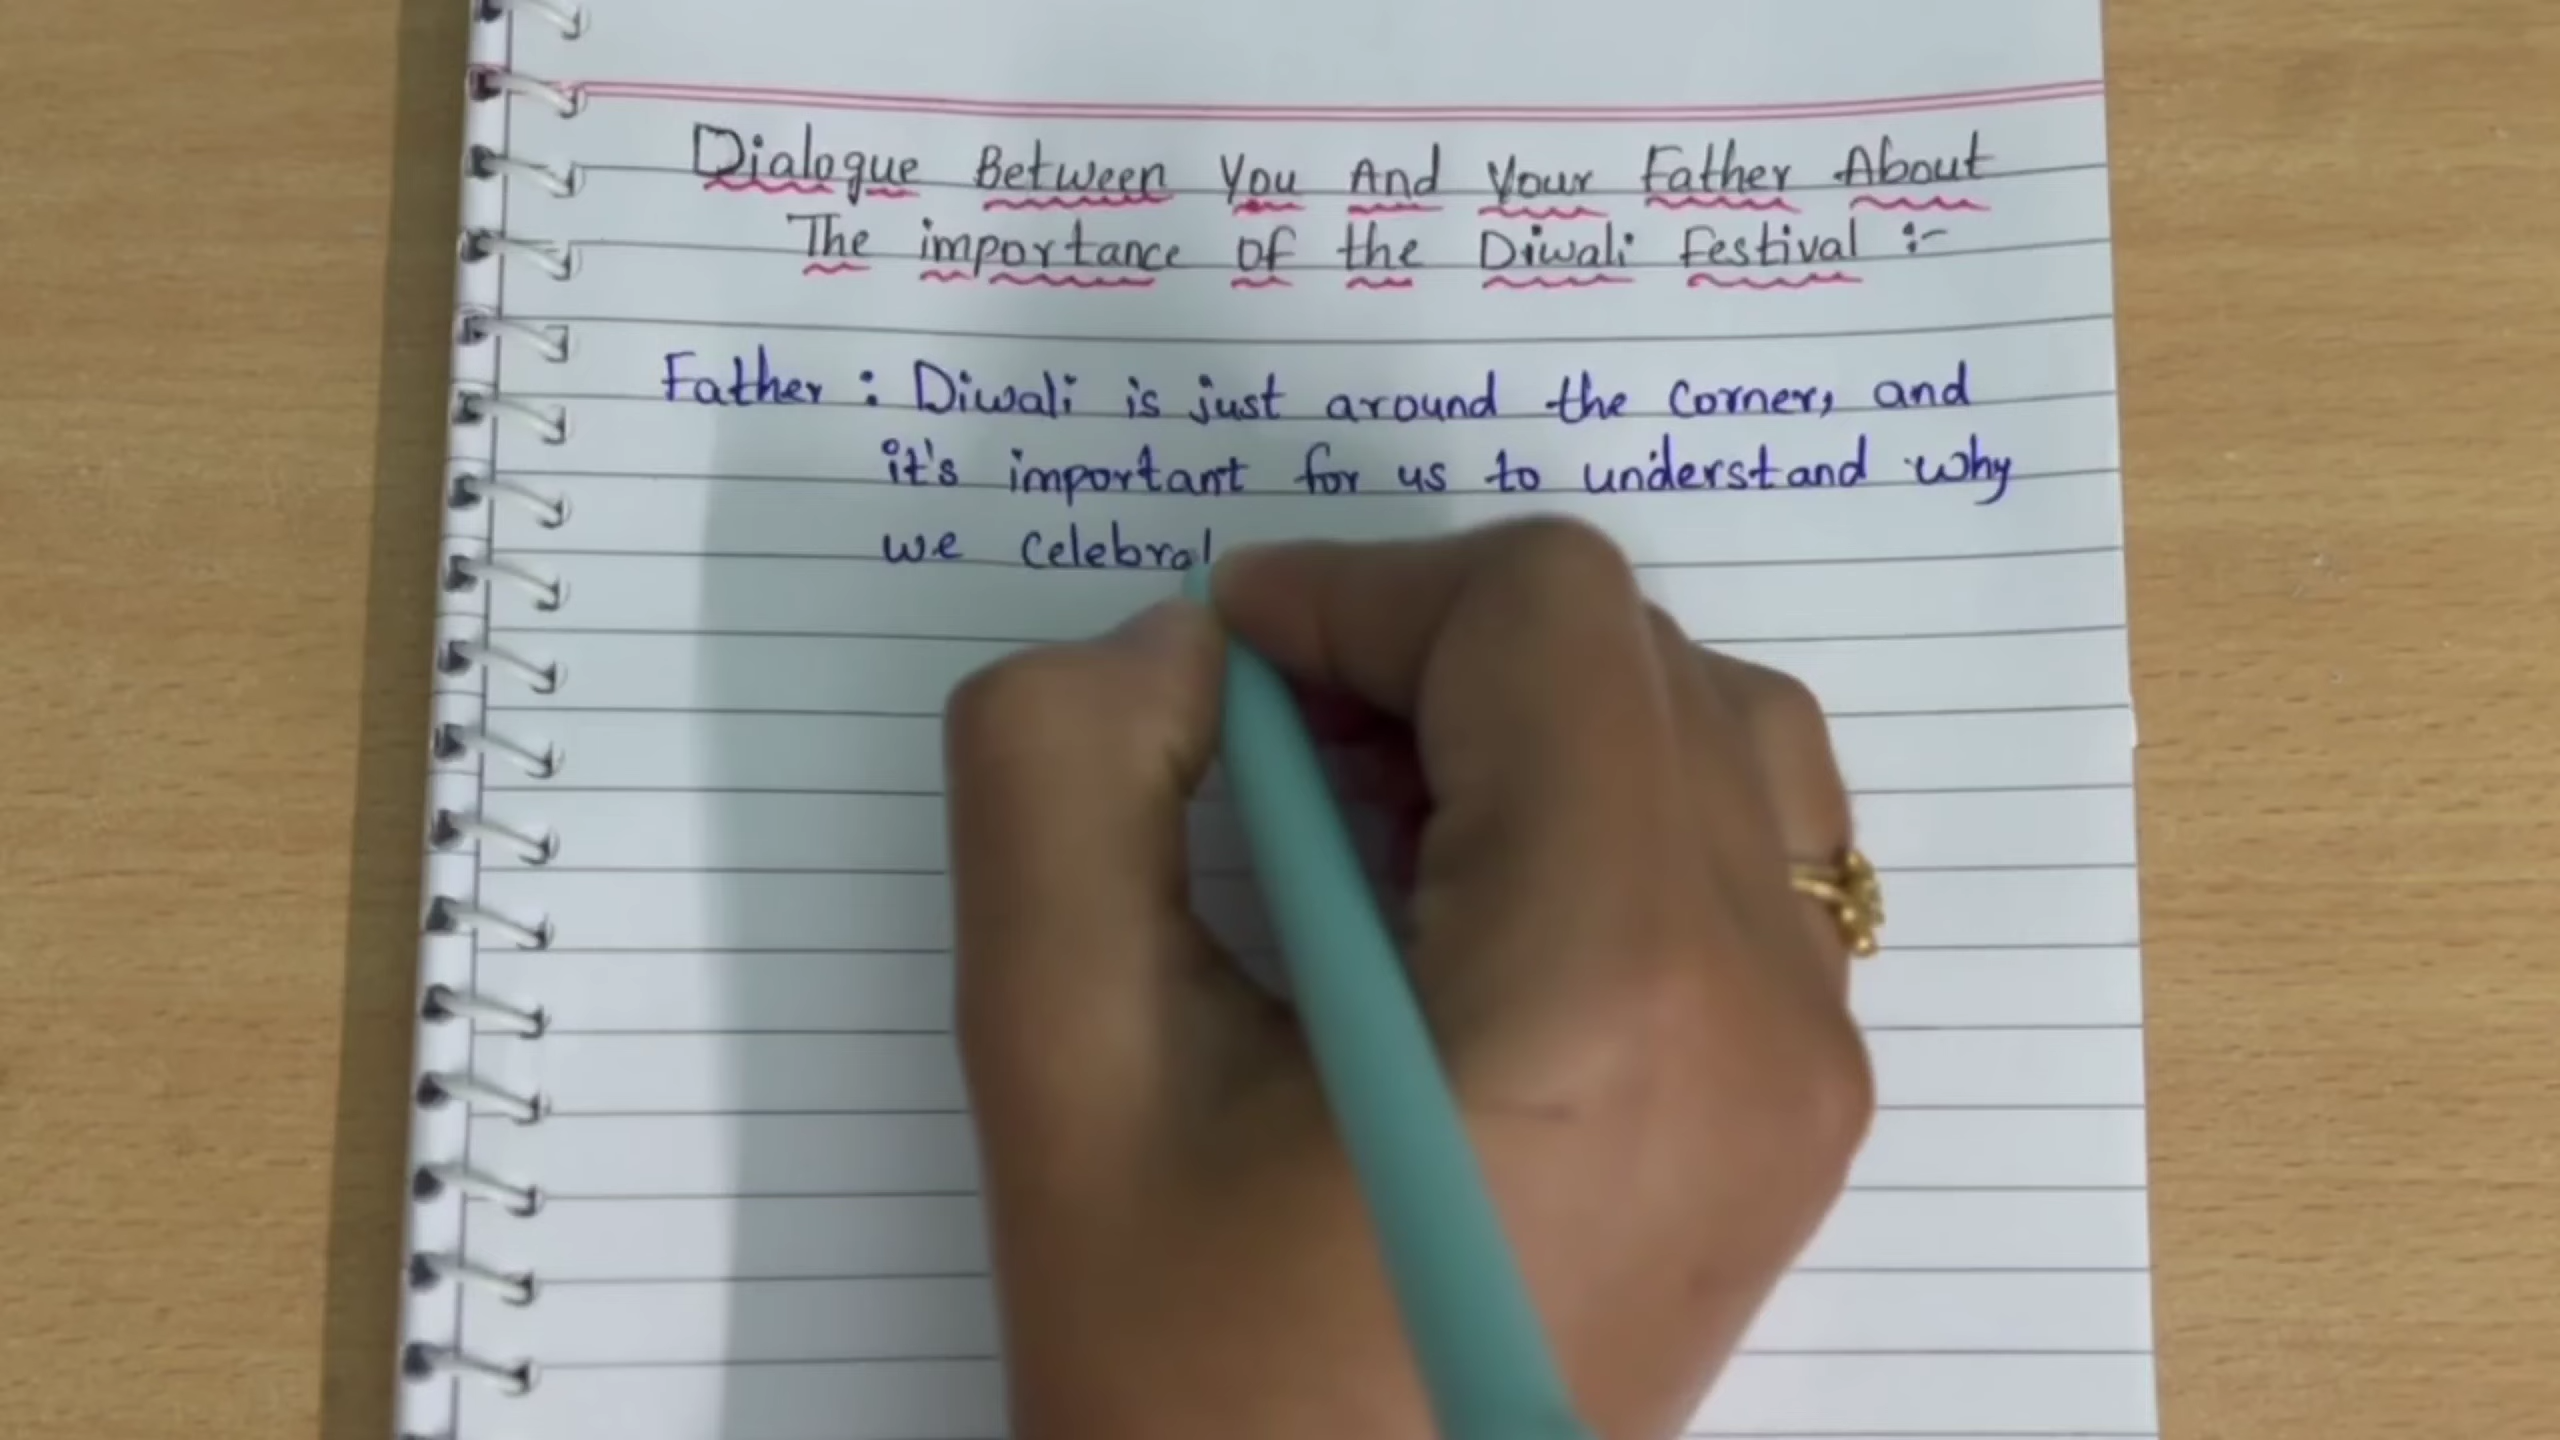 Dialogue Between You And Your Father About
The importance of the Diwali Festival :-
Father : Diwali is just around the corner, and
it's important for us to understand why
we